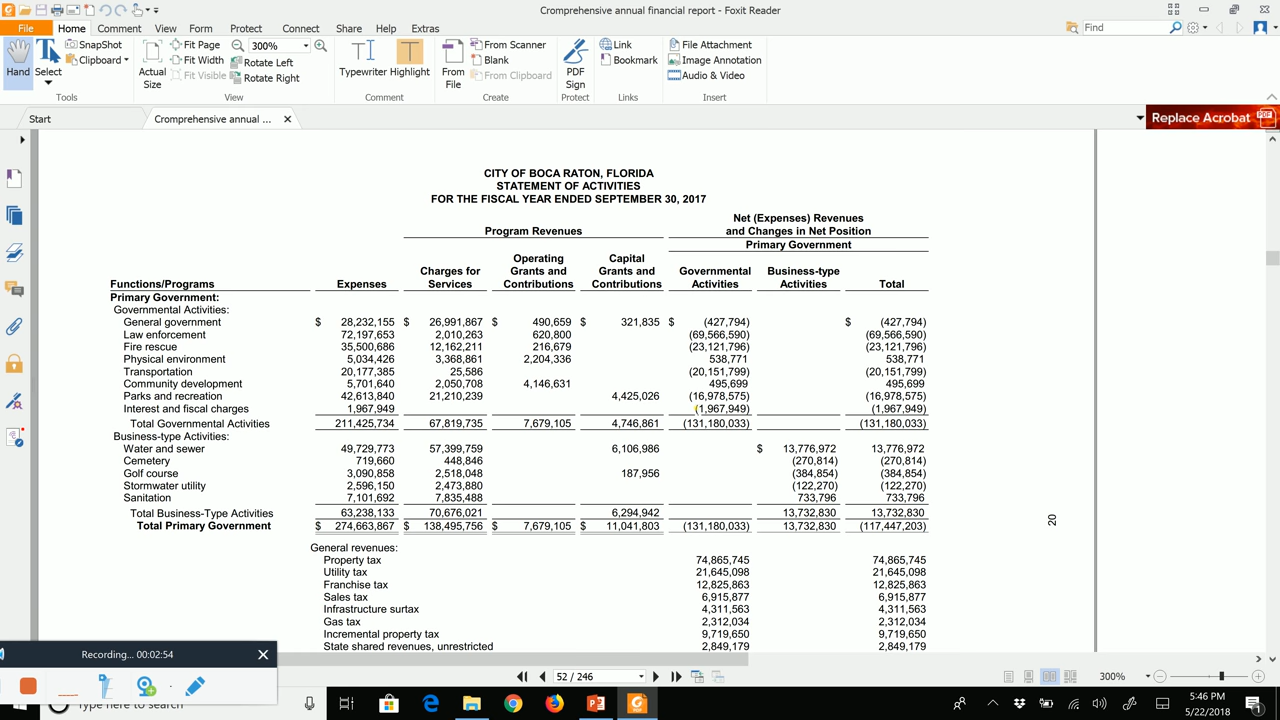 Cromprehensive annual financial report - Foxit Reader
File Home Comment View Form Protect Connect Share Help Extras
Find
Hand
Select
SnapShot
Clipboard
Tools
Actual Size
Fit Page
Fit Width
Fit Visible
300%
Rotate Left
Rotate Right
View
Typewriter
Highlight
Comment
From File
From Scanner
Blank
From Clipboard
Create
PDF Sign
Protect
Link
Bookmark
Links
File Attachment
Image Annotation
Audio & Video
Insert
Start
Cromprehensive annual ...
Replace Acrobat
PDF
CITY OF BOCA RATON, FLORIDA
STATEMENT OF ACTIVITIES
FOR THE FISCAL YEAR ENDED SEPTEMBER 30, 2017
Net (Expenses) Revenues
Program Revenues and Changes in Net Position
Primary Government
Operating Capital
Charges for Grants and Grants and Governmental Business-type
Functions/Programs Expenses Services Contributions Contributions Activities Activities Total
Primary Government:
Governmental Activities:
General government $ 28,232,155 $ 26,991,867 $ 490,659 $ 321,835 $ (427,794) $ (427,794)
Law enforcement 72,197,653 2,010,263 620,800 (69,566,590) (69,566,590)
Fire rescue 35,500,686 12,162,211 216,679 (23,121,796) (23,121,796)
Physical environment 5,034,426 3,368,861 2,204,336 538,771 538,771
Transportation 20,177,385 25,586 (20,151,799) (20,151,799)
Community development 5,701,640 2,050,708 4,146,631 495,699 495,699
Parks and recreation 42,613,840 21,210,239 4,425,026 (16,978,575) (16,978,575)
Interest and fiscal charges 1,967,949 (1,967,949) (1,967,949)
Total Governmental Activities 211,425,734 67,819,735 7,679,105 4,746,861 (131,180,033) (131,180,033)
Business-type Activities:
Water and sewer 49,729,773 57,399,759 6,106,986 $ 13,776,972 13,776,972
Cemetery 719,660 448,846 (270,814) (270,814)
Golf course 3,090,858 2,518,048 187,956 (384,854) (384,854)
Stormwater utility 2,596,150 2,473,880 (122,270) (122,270)
Sanitation 7,101,692 7,835,488 733,796 733,796
Total Business-Type Activities 63,238,133 70,676,021 6,294,942 13,732,830 13,732,830
Total Primary Government $ 274,663,867 $ 138,495,756 $ 7,679,105 $ 11,041,803 (131,180,033) 13,732,830 (117,447,203)
20
General revenues:
Property tax 74,865,745 74,865,745
Utility tax 21,645,098 21,645,098
Franchise tax 12,825,863 12,825,863
Sales tax 6,915,877 6,915,877
Infrastructure surtax 4,311,563 4,311,563
Gas tax 2,312,034 2,312,034
Incremental property tax 9,719,650 9,719,650
State shared revenues, unrestricted 2,849,179 2,849,179
Recording... 00:02:54
52 / 246
300%
Type here to search
5:46 PM
5/22/2018
1